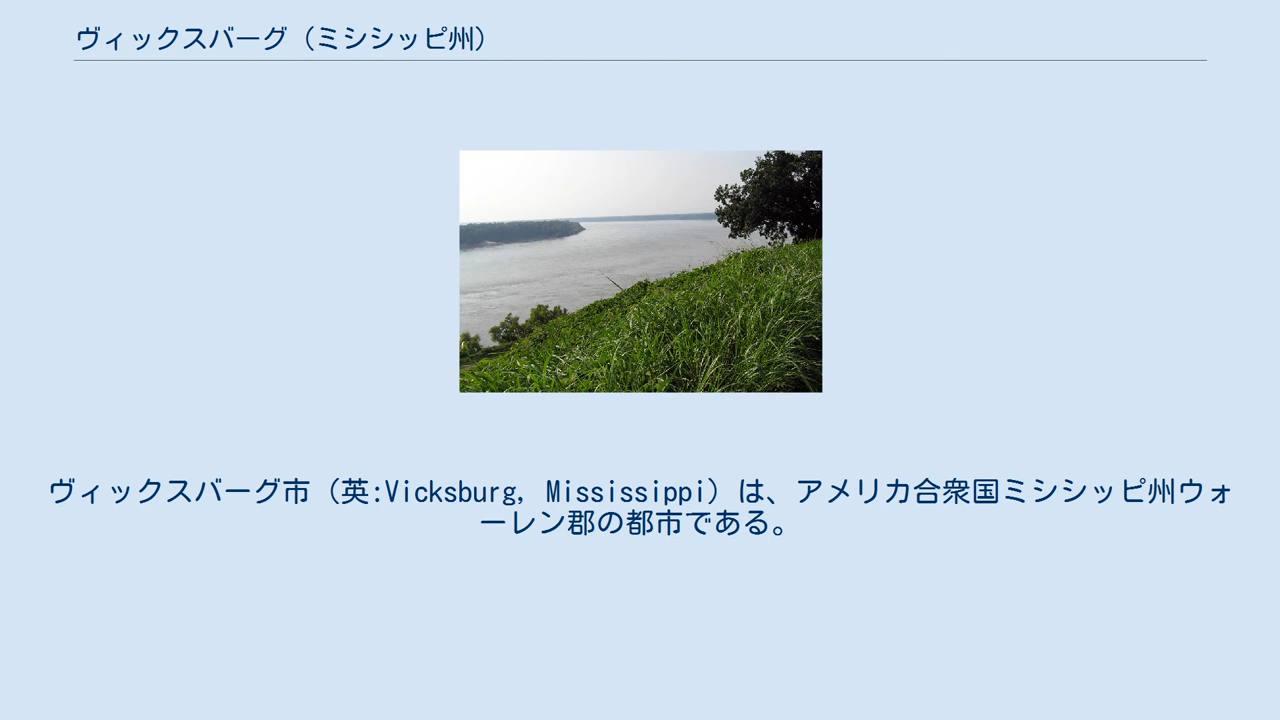 ヴィックスバーグ（ミシシッピ州）
ヴィックスバーグ市（英:Vicksburg, Mississippi）は、アメリカ合衆国ミシシッピ州ウォ
ーレン郡の都市である。